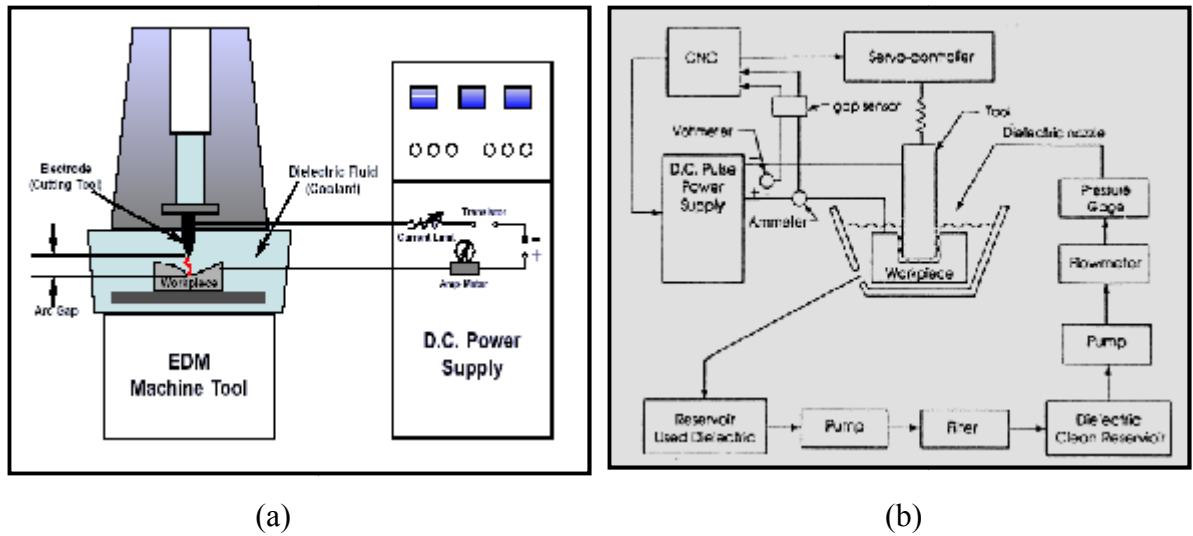 Electrode
(Cutting Tool)
Dielectric Fluid
(Coolant)
Transistor
Current Limit
-
+
Amp Meter
Workpiece
Arc Gap
EDM
Machine Tool
D.C. Power
Supply
(a)
CNC
Servo-controller
gap sensor
Voltmeter
Tool
Dielectric nozzle
D.C. Pulse
Power
Supply
-
+
Ammeter
Pressure
Gage
Workpiece
Flowmeter
Pump
Reservoir
Used Dielectric
Pump
Filter
Dielectric
Clean Reservoir
(b)